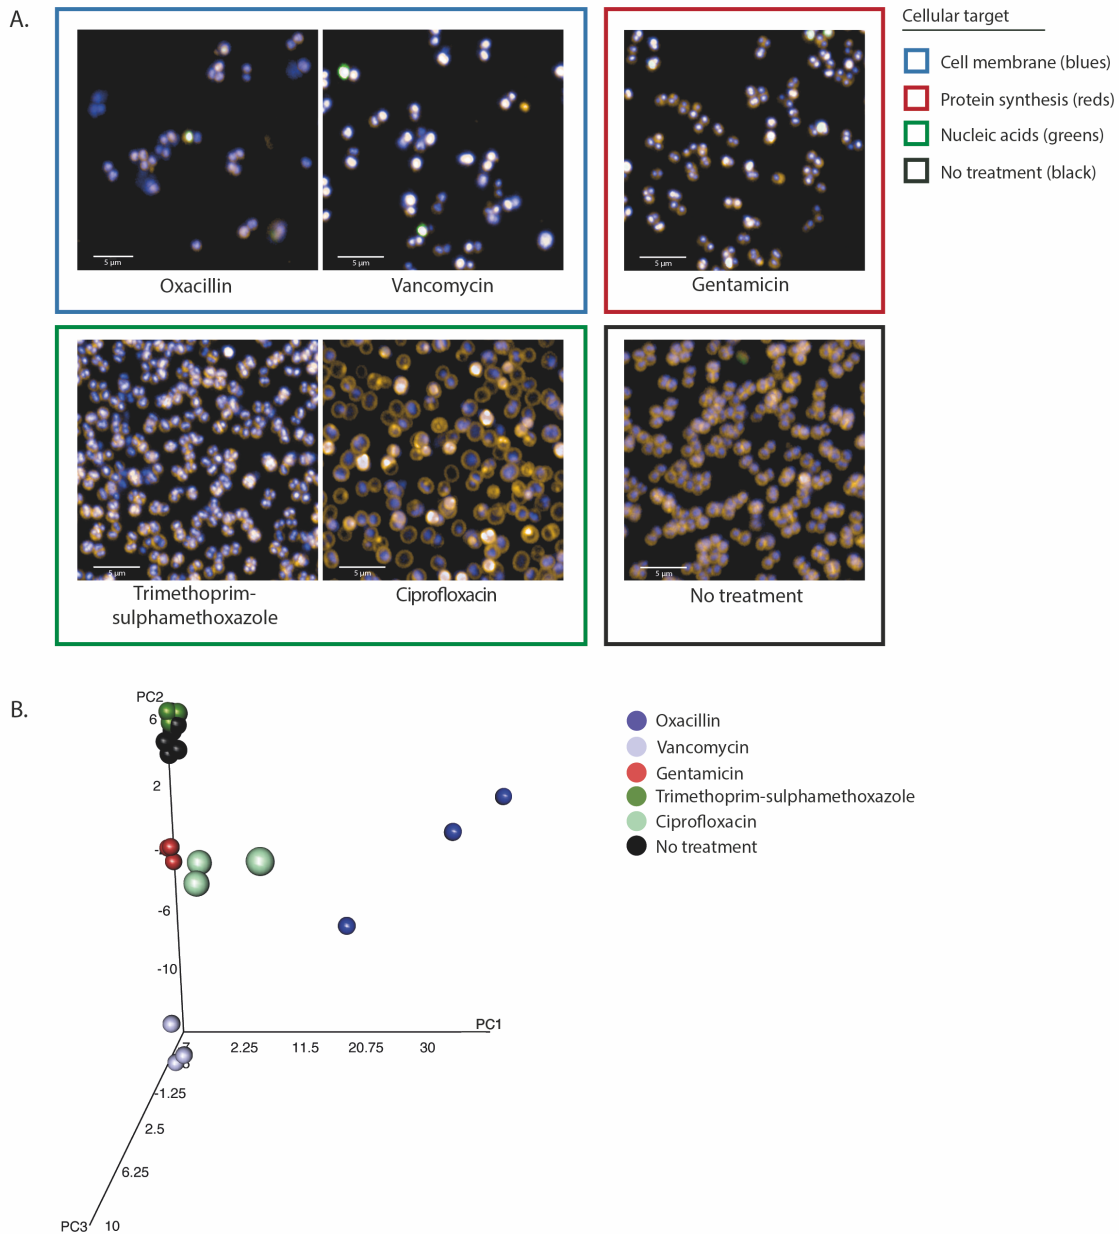 A.
Cellular target
Cell membrane (blues)
Protein synthesis (reds)
Nucleic acids (greens)
No treatment (black)
5 µm
5 µm
5 µm
Oxacillin
Vancomycin
Gentamicin
5 µm
5 µm
5 µm
Trimethoprim-
sulphamethoxazole
Ciprofloxacin
No treatment
B.
PC2
6
2
-6
-10
PC1
2.25
11.5
20.75
30
-1.25
2.5
6.25
PC3
10
Oxacillin
Vancomycin
Gentamicin
Trimethoprim-sulphamethoxazole
Ciprofloxacin
No treatment